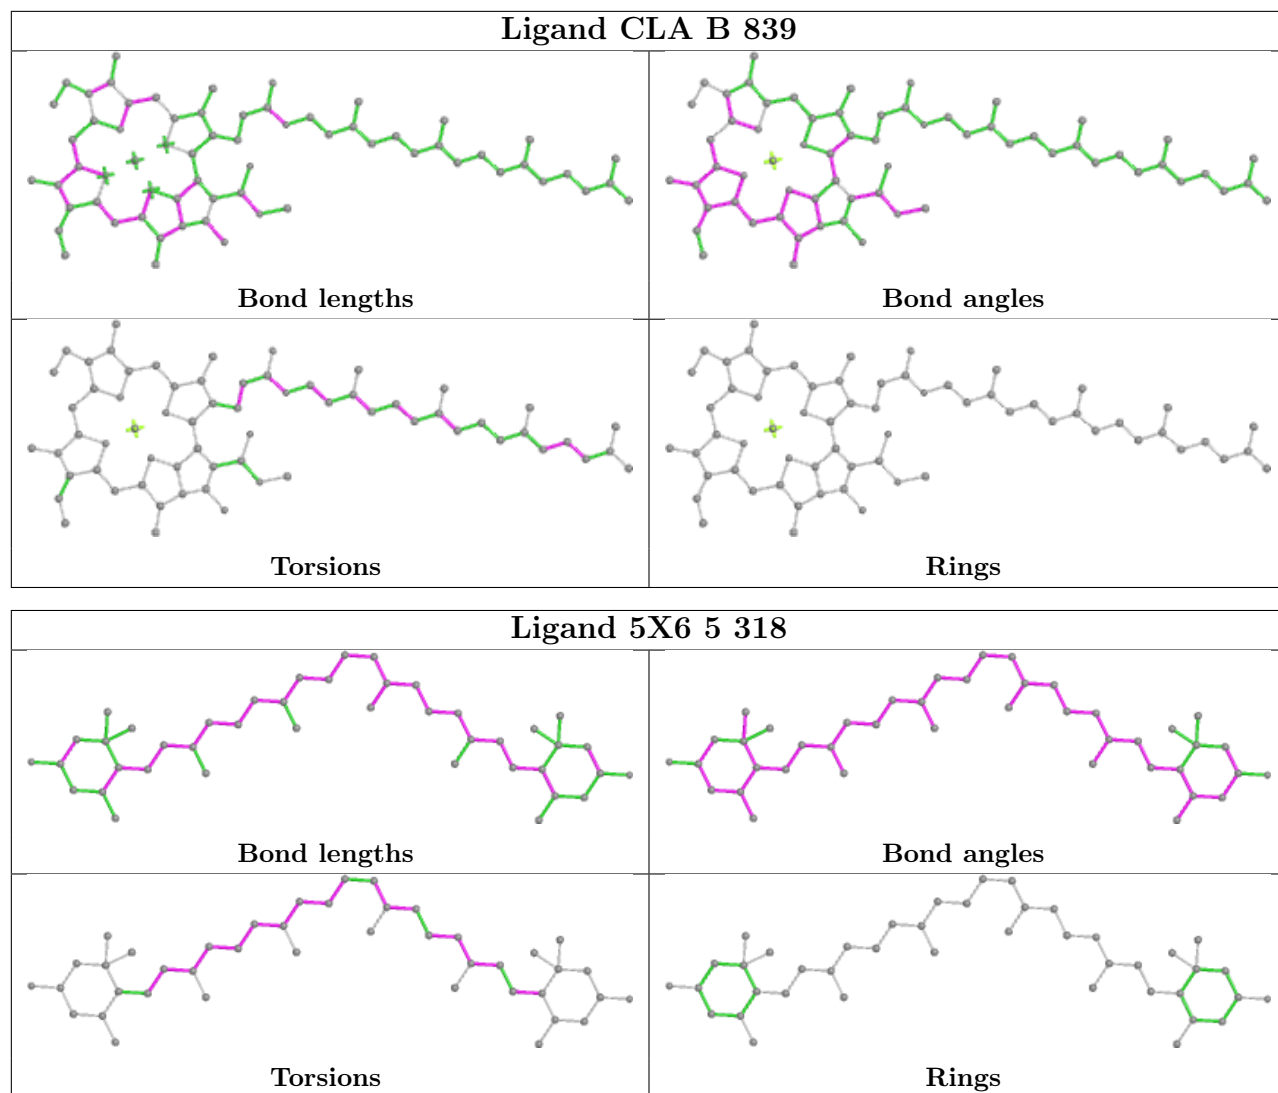 Ligand CLA B 839
Bond lengths
Bond angles
Torsions
Rings
Ligand 5X6 5 318
Bond lengths
Bond angles
Torsions
Rings